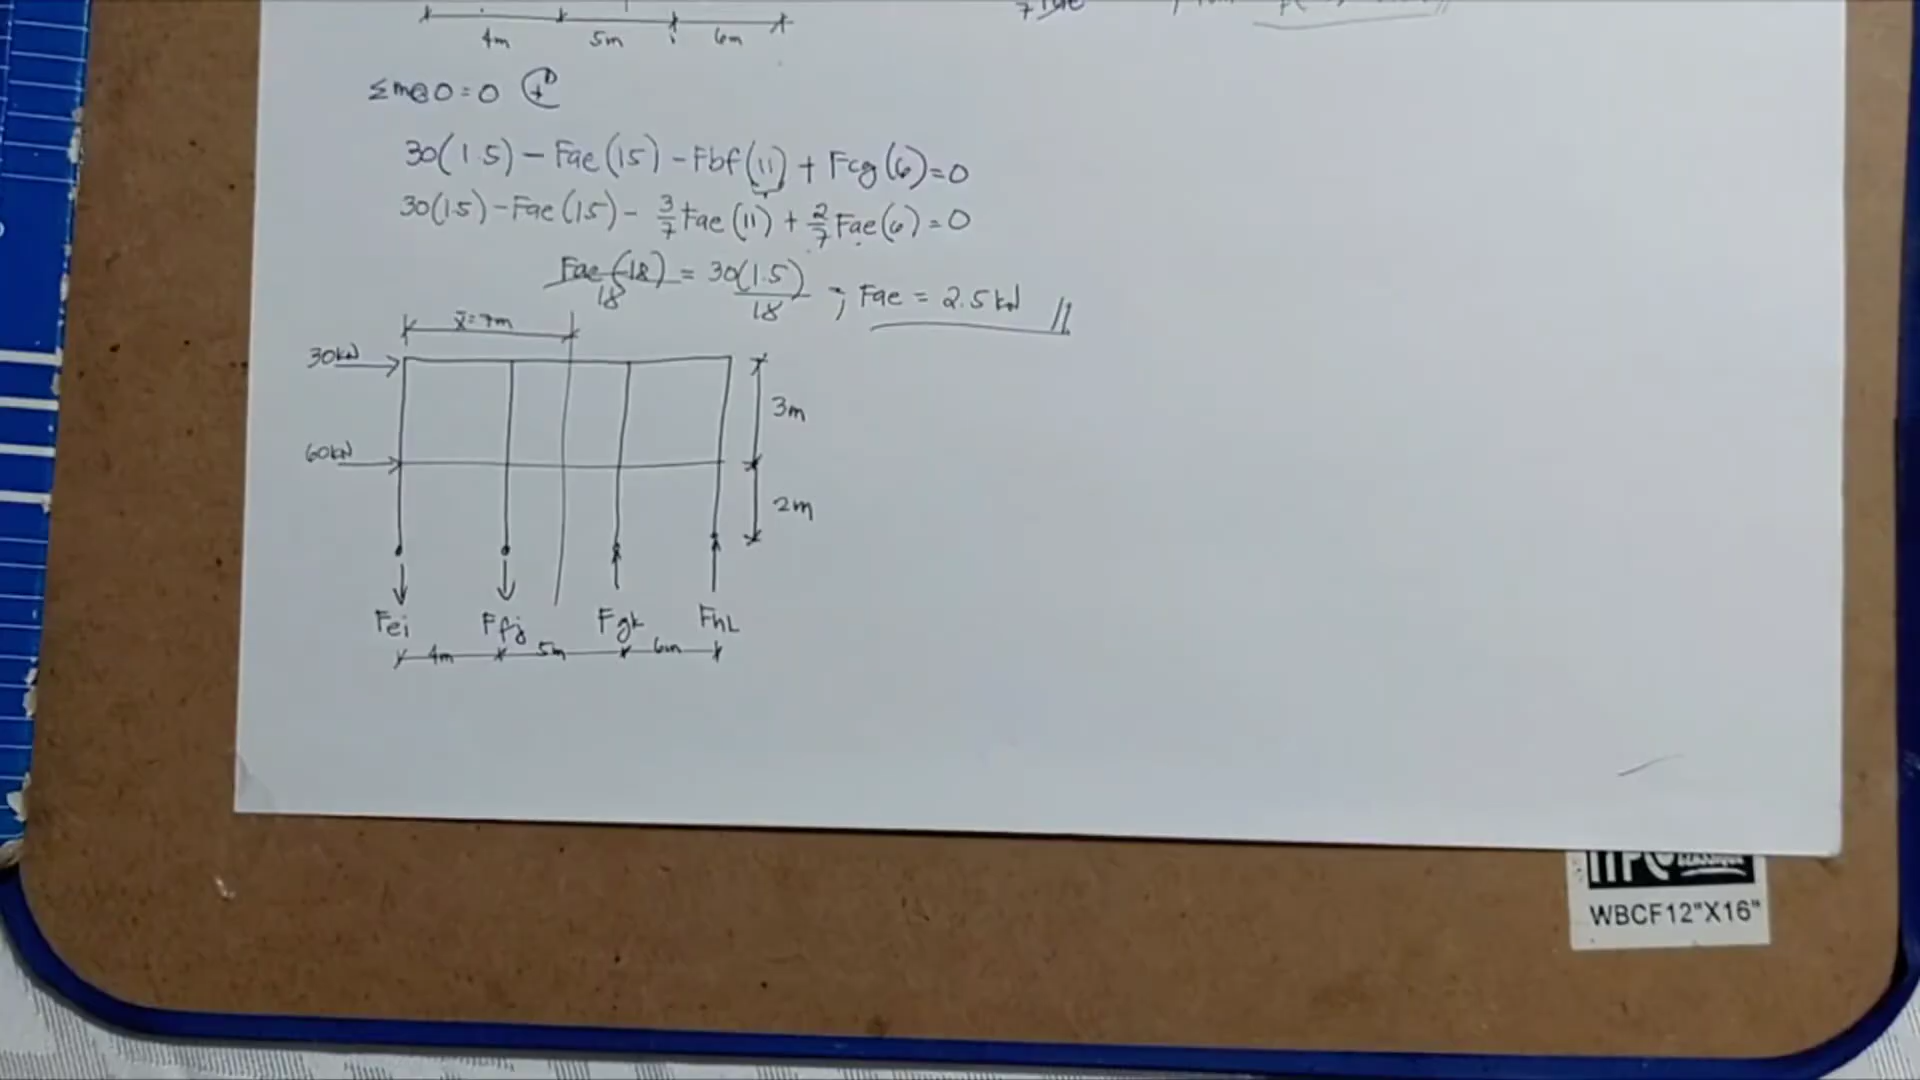 4m 5m 6m
Σm@0=0 +
30(1.5) - Fae(15) - Fbf(11) + Fcg(6)=0
30(1.5) - Fae(15) - 3/7 Fae(11) + 2/7 Fae(6)=0
Fae(18)/18 = 30(1.5)/18 ; Fae = 2.5kN //
x̄=7m
30kN
3m
60kN
2m
Fei Ffj Fgk FhL
4m 5m 6m
WBCF12"X16"